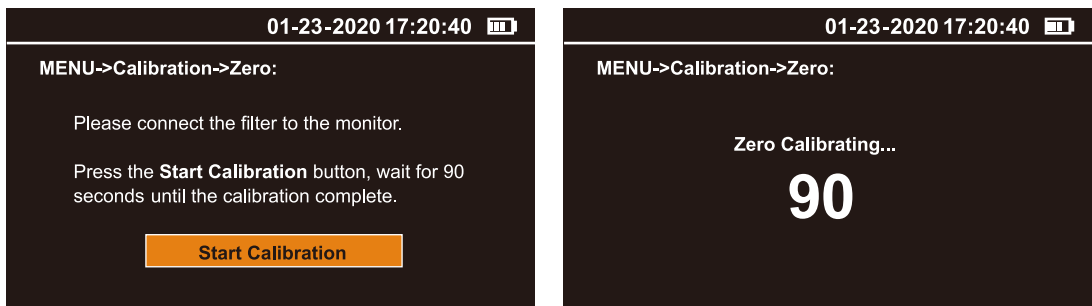 01-23-2020 17:20:40
MENU->Calibration->Zero:
Please connect the filter to the monitor.
Press the Start Calibration button, wait for 90
seconds until the calibration complete.
Start Calibration
01-23-2020 17:20:40
MENU->Calibration->Zero:
Zero Calibrating...
90